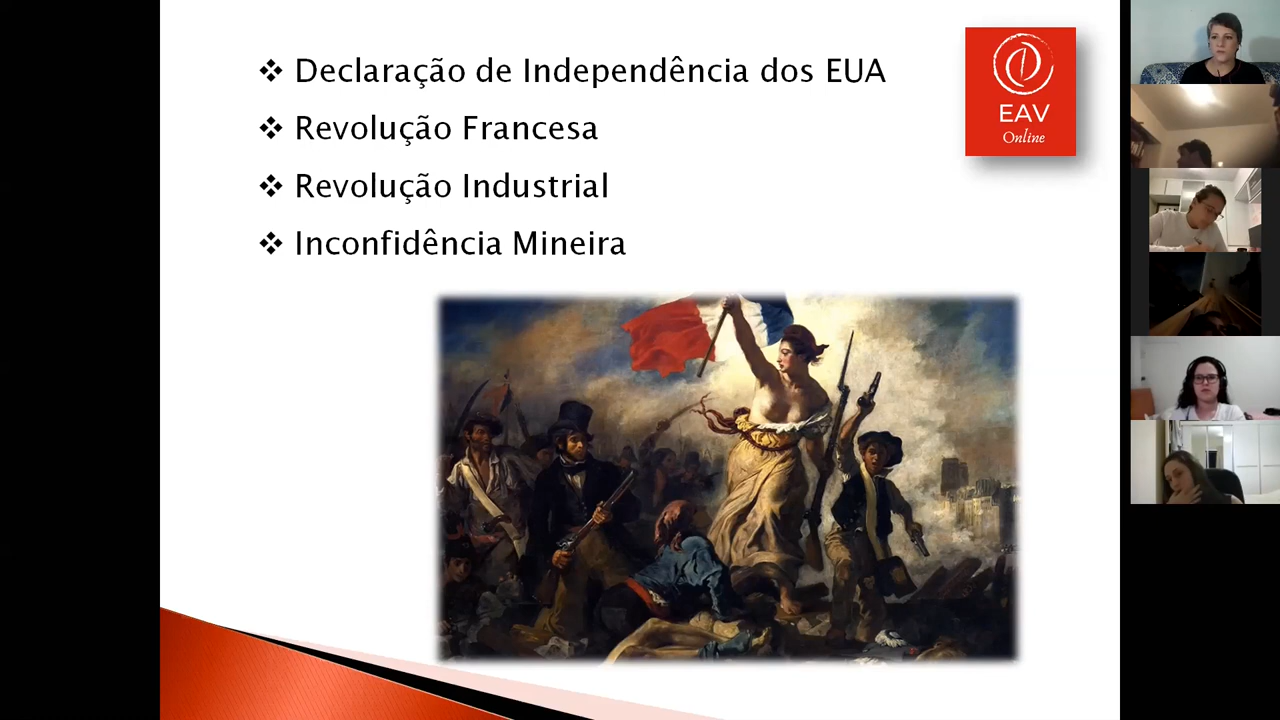 Declaração de Independência dos EUA
Revolução Francesa
Revolução Industrial
Inconfidência Mineira
EAV
Online